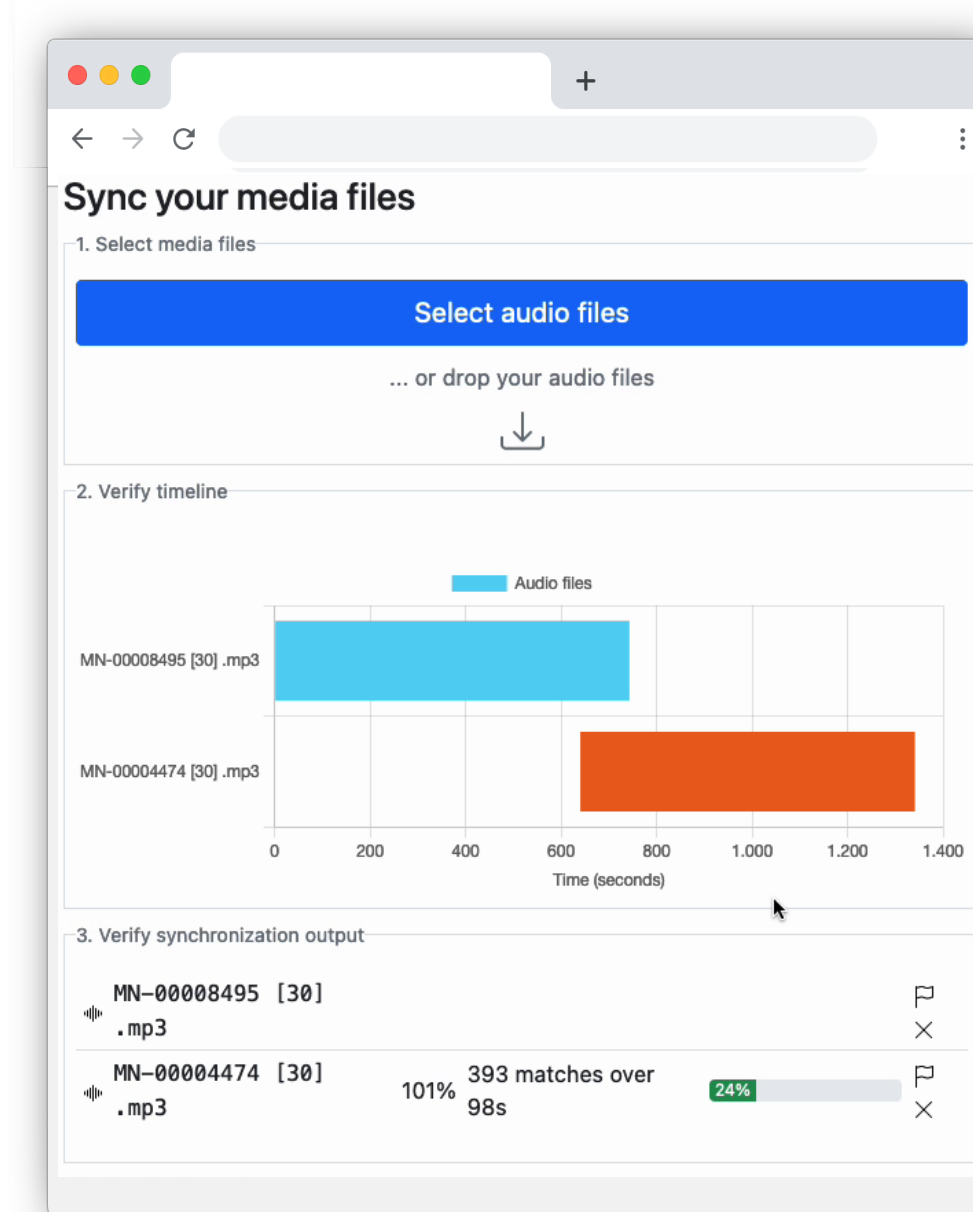 Sync your media files
1. Select media files
Select audio files
... or drop your audio files
2. Verify timeline
Audio files
MN-00008495 [30] .mp3
MN-00004474 [30] .mp3
0 200 400 600 800 1.000 1.200 1.400
Time (seconds)
3. Verify synchronization output
MN-00008495 [30]
.mp3
MN-00004474 [30]
.mp3
101%
393 matches over
98s
24%